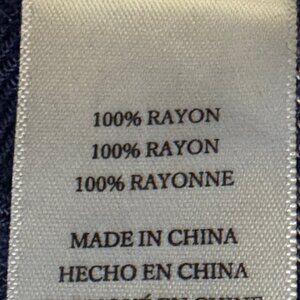 100% RAYON
100% RAYON
100% RAYONNE
MADE IN CHINA
HECHO EN CHINA